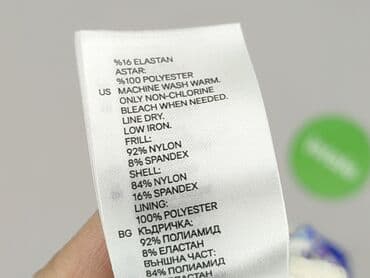 %16 ELASTAN
ASTAR:
%100 POLYESTER
US MACHINE WASH WARM.
ONLY NON-CHLORINE
BLEACH WHEN NEEDED.
LINE DRY.
LOW IRON.
FRILL:
92% NYLON
8% SPANDEX
SHELL:
84% NYLON
16% SPANDEX
LINING:
100% POLYESTER
BG КЪДРИЧКА:
92% ПОЛИАМИД
8% ЕЛАСТАН
ВЪНШНА ЧАСТ:
84% ПОЛИАМИД